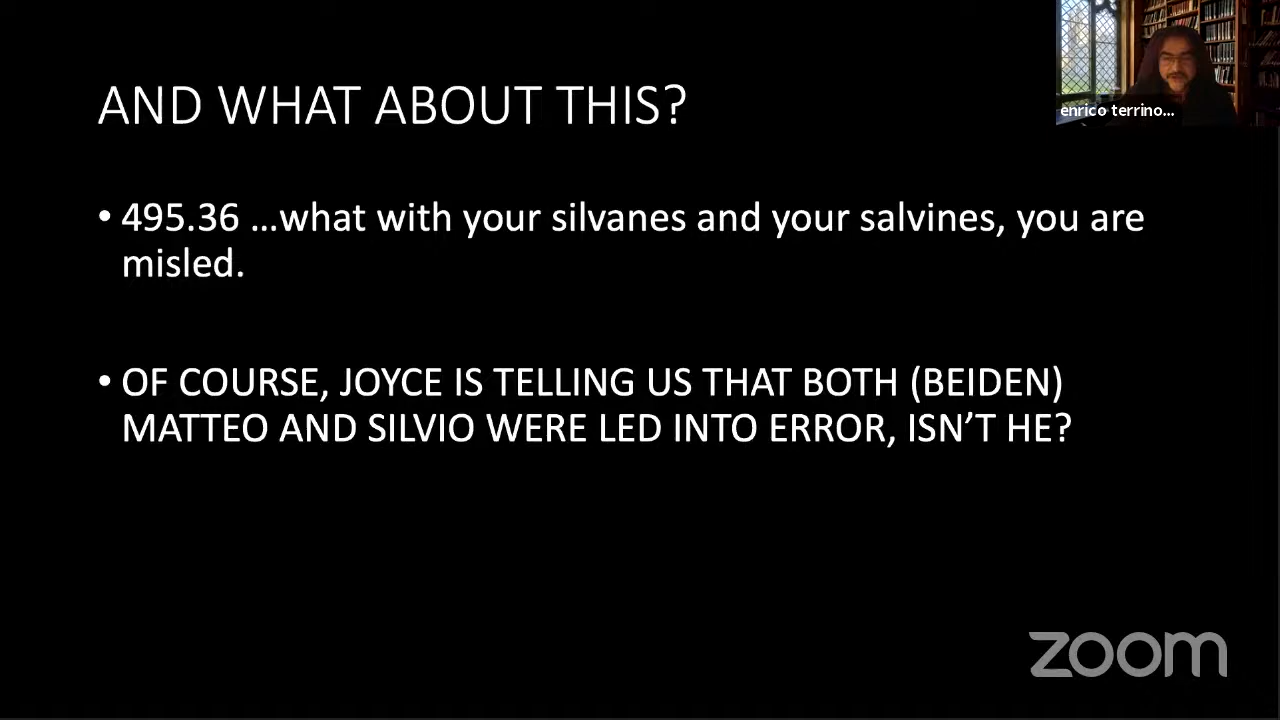 AND WHAT ABOUT THIS?
enrico terrino...
• 495.36 …what with your silvanes and your salvines, you are
misled.
• OF COURSE, JOYCE IS TELLING US THAT BOTH (BEIDEN)
MATTEO AND SILVIO WERE LED INTO ERROR, ISN’T HE?
zoom